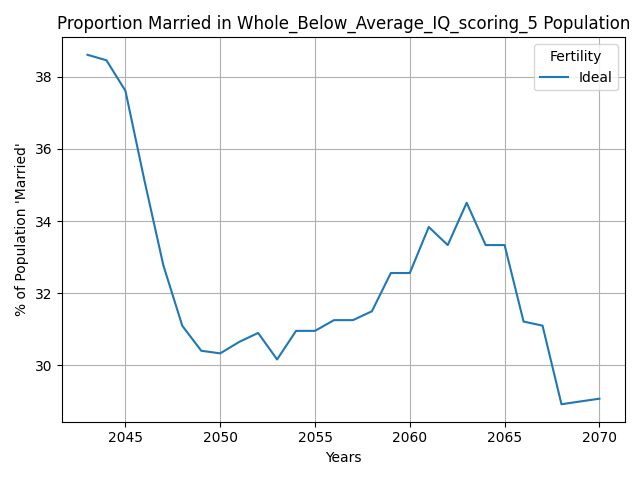 Proportion Married in Whole_Below_Average_IQ_scoring_5 Population
Fertility
Ideal
% of Population 'Married'
38
36
34
32
30
2045 2050 2055 2060 2065 2070
Years